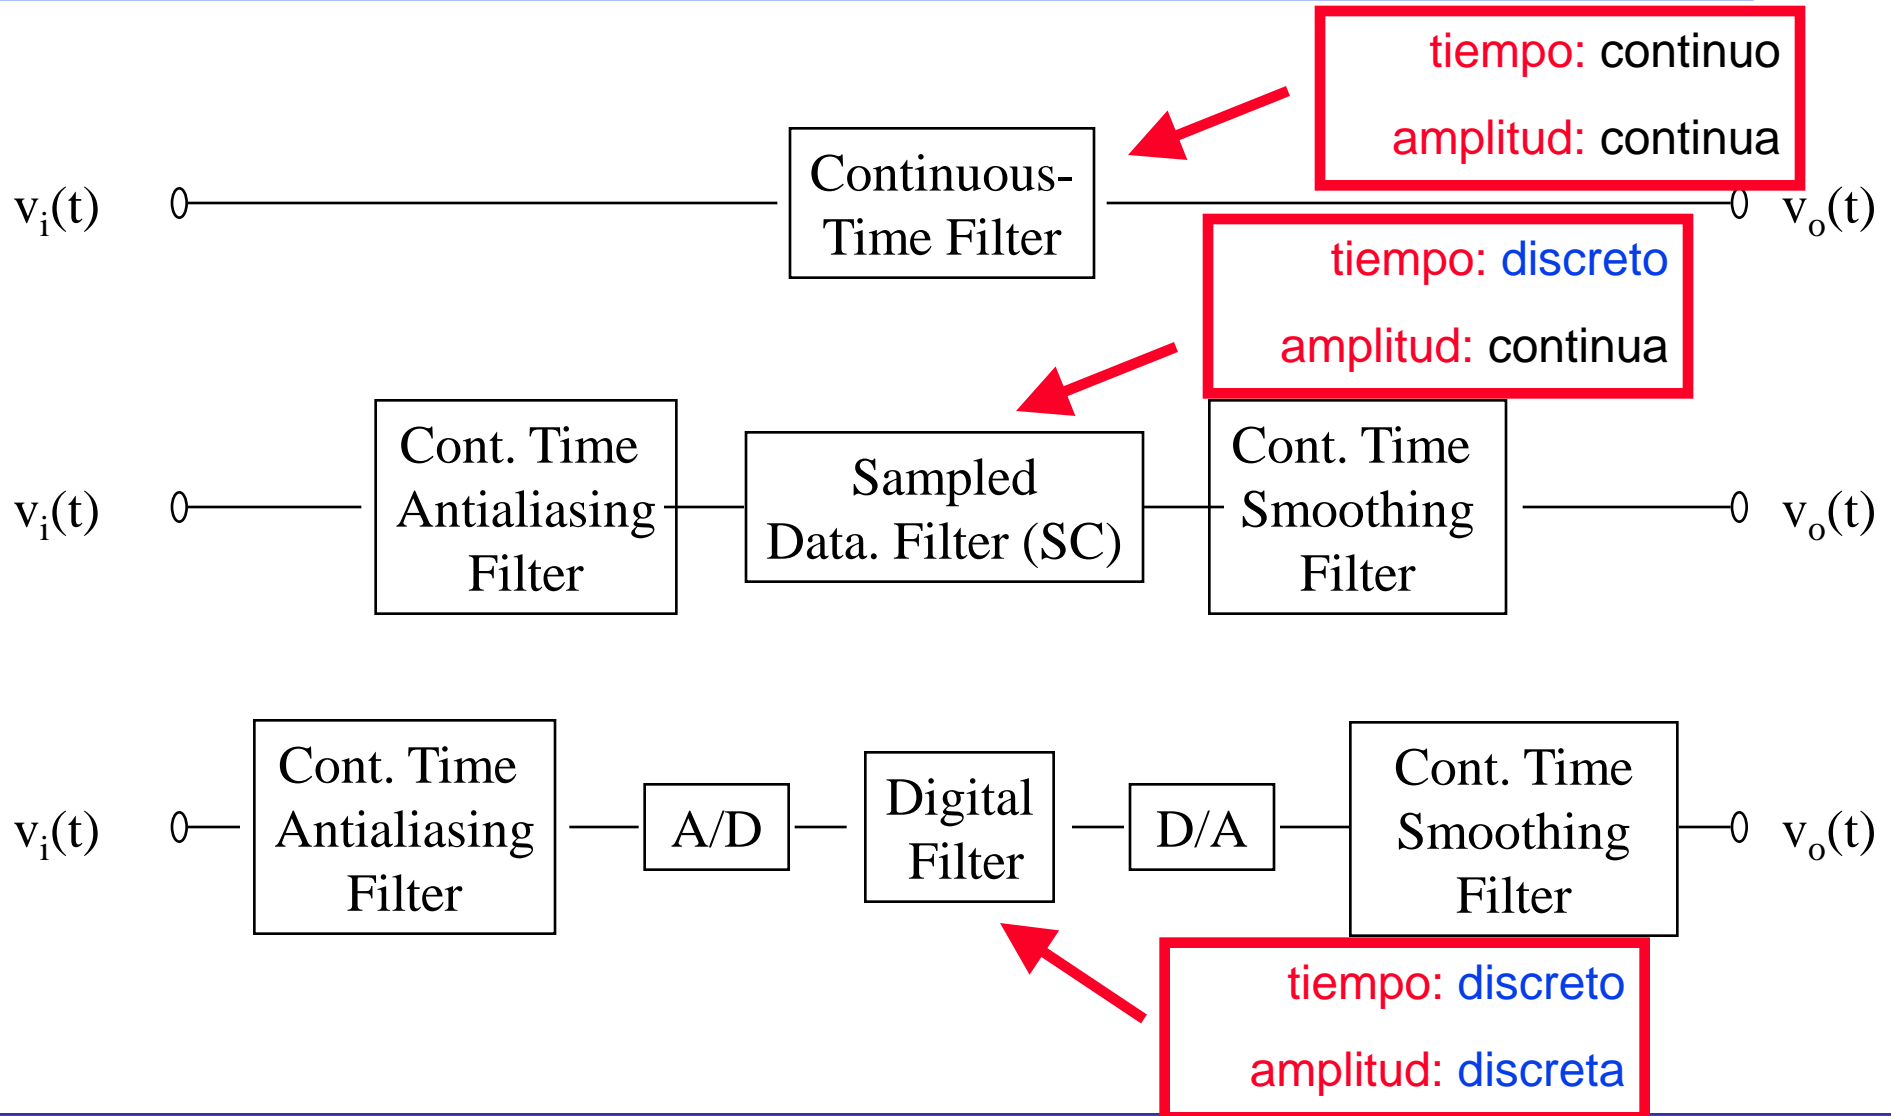 tiempo: continuo
amplitud: continua
vi(t)
Continuous-
Time Filter
vo(t)
tiempo: discreto
amplitud: continua
vi(t)
Cont. Time
Antialiasing
Filter
Sampled
Data. Filter (SC)
Cont. Time
Smoothing
Filter
vo(t)
vi(t)
Cont. Time
Antialiasing
Filter
A/D
Digital
Filter
D/A
Cont. Time
Smoothing
Filter
vo(t)
tiempo: discreto
amplitud: discreta